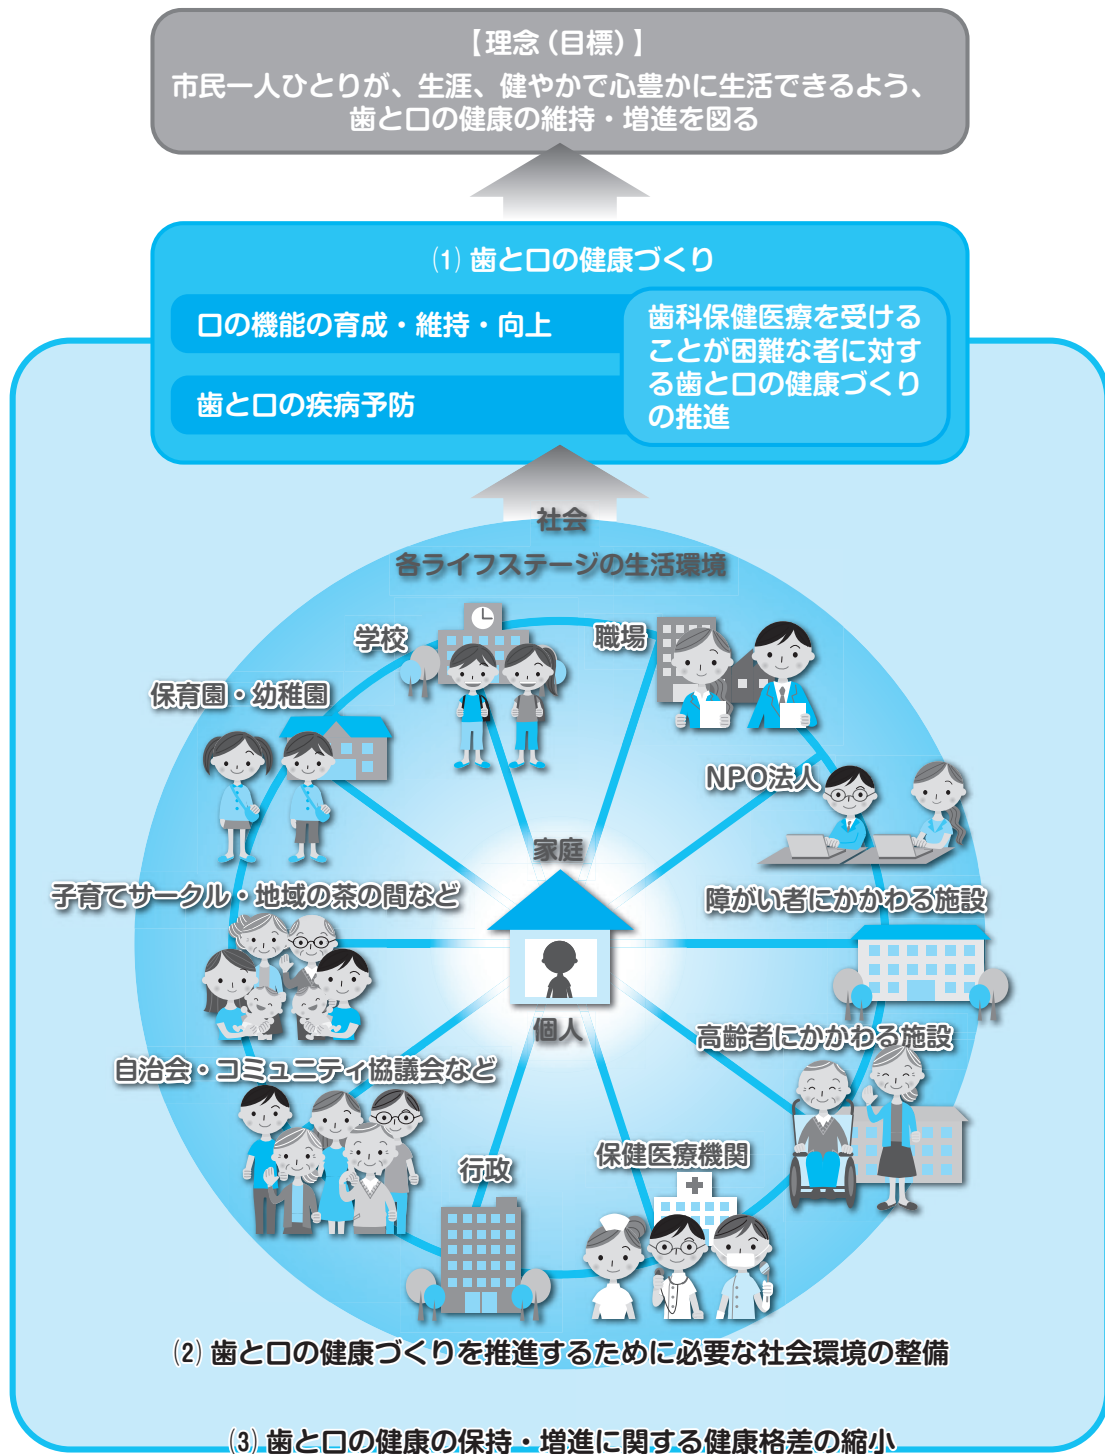 【理念（目標）】
市民一人ひとりが、生涯、健やかで心豊かに生活できるよう、
歯と口の健康の維持・増進を図る
(1) 歯と口の健康づくり
口の機能の育成・維持・向上
歯と口の疾病予防
歯科保健医療を受ける
ことが困難な者に対す
る歯と口の健康づくり
の推進
社会
各ライフステージの生活環境
学校
職場
保育園・幼稚園
NPO法人
家庭
子育てサークル・地域の茶の間など
障がい者にかかわる施設
個人
高齢者にかかわる施設
自治会・コミュニティ協議会など
行政
保健医療機関
(2) 歯と口の健康づくりを推進するために必要な社会環境の整備
(3) 歯と口の健康の保持・増進に関する健康格差の縮小